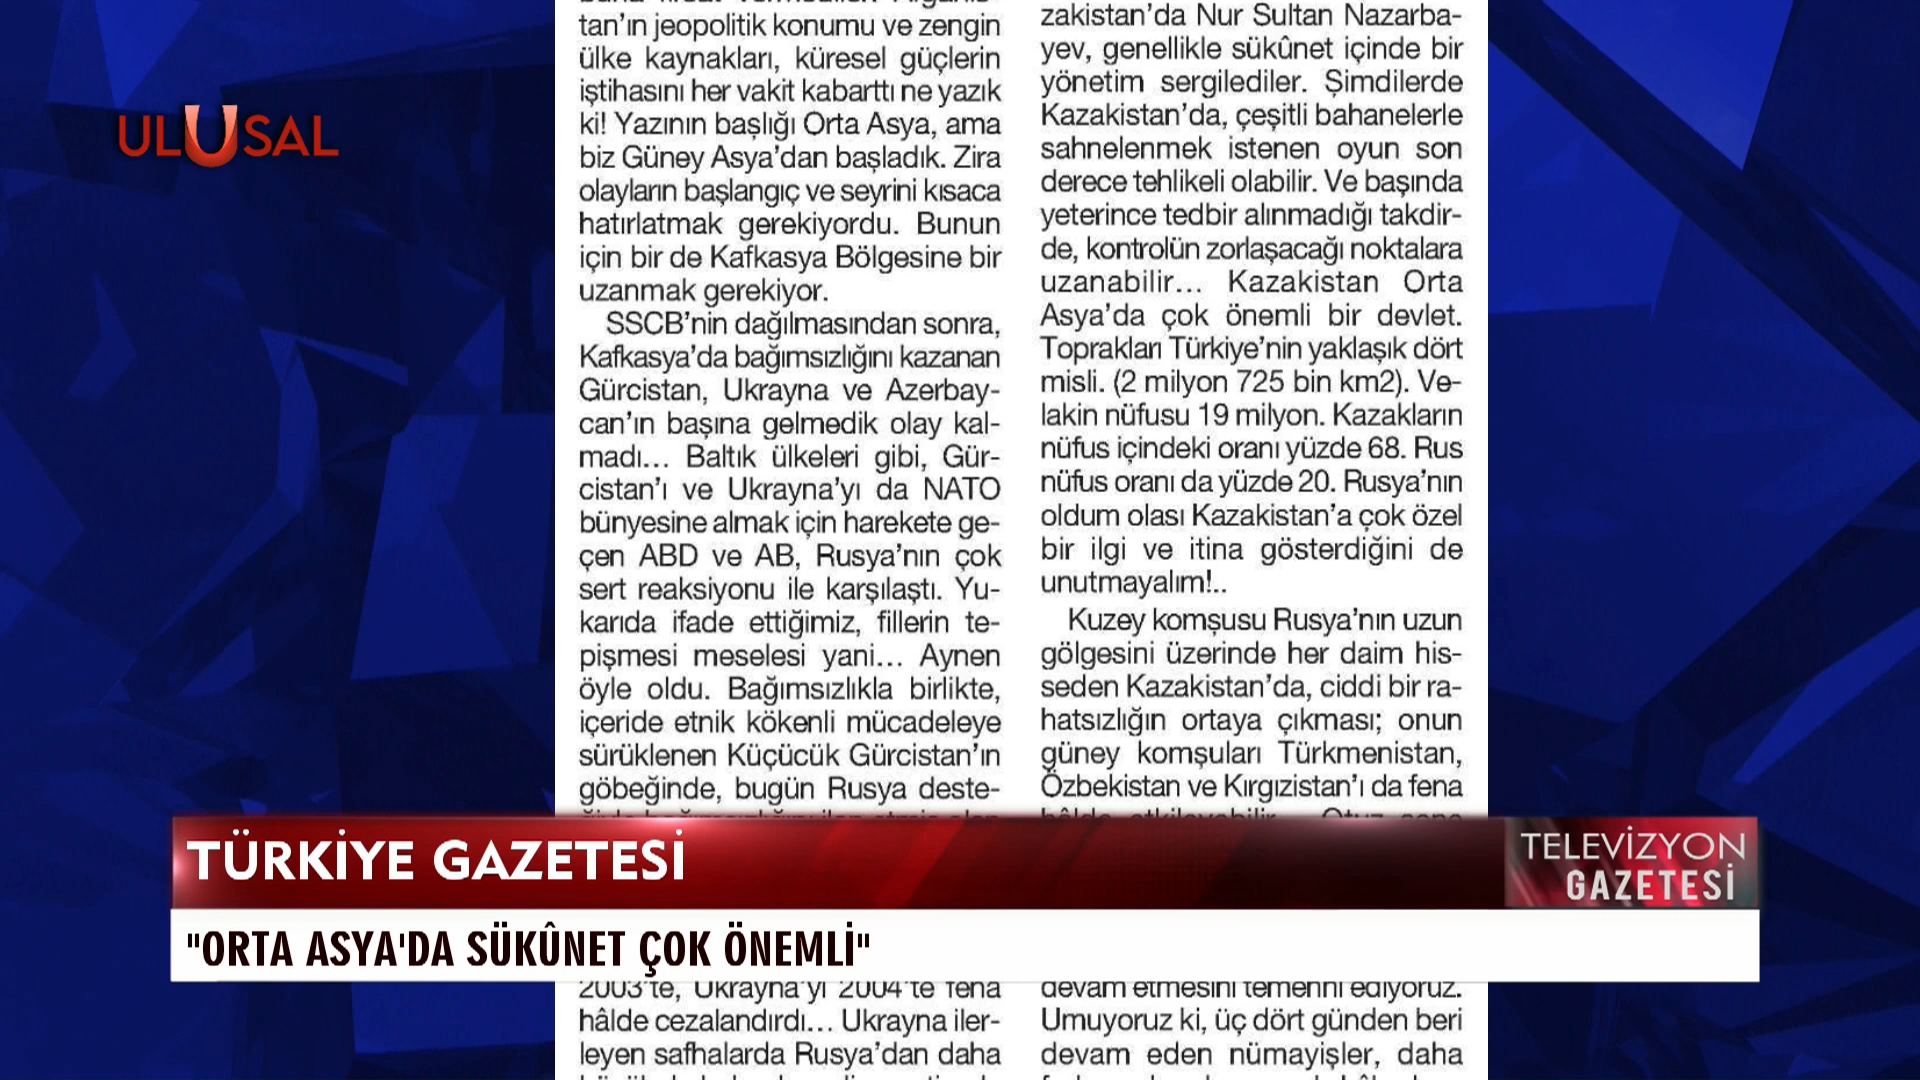 ULUSAL
tan’ın jeopolitik konumu ve zengin
ülke kaynakları, küresel güçlerin
iştihasını her vakit kabarttı ne yazık
ki! Yazının başlığı Orta Asya, ama
biz Güney Asya’dan başladık. Zira
olayların başlangıç ve seyrini kısaca
hatırlatmak gerekiyordu. Bunun
için bir de Kafkasya Bölgesine bir
uzanmak gerekiyor.
SSCB’nin dağılmasından sonra,
Kafkasya’da bağımsızlığını kazanan
Gürcistan, Ukrayna ve Azerbay-
can’ın başına gelmedik olay kal-
madı... Baltık ülkeleri gibi, Gür-
cistan’ı ve Ukrayna’yı da NATO
bünyesine almak için harekete ge-
çen ABD ve AB, Rusya’nın çok
sert reaksiyonu ile karşılaştı. Yu-
karıda ifade ettiğimiz, fillerin te-
pişmesi meselesi yani... Aynen
öyle oldu. Bağımsızlıkla birlikte,
içeride etnik kökenli mücadeleye
sürüklenen Küçücük Gürcistan’ın
göbeğinde, bugün Rusya deste-
2003’te, Ukrayna’yı 2004’te fena
hâlde cezalandırdı... Ukrayna iler-
leyen safhalarda Rusya’dan daha
zakistan’da Nur Sultan Nazarba-
yev, genellikle sükûnet içinde bir
yönetim sergilediler. Şimdilerde
Kazakistan’da, çeşitli bahanelerle
sahnelenmek istenen oyun son
derece tehlikeli olabilir. Ve başında
yeterince tedbir alınmadığı takdir-
de, kontrolün zorlaşacağı noktalara
uzanabilir... Kazakistan Orta
Asya’da çok önemli bir devlet.
Toprakları Türkiye’nin yaklaşık dört
misli. (2 milyon 725 bin km2). Ve-
lakin nüfusu 19 milyon. Kazakların
nüfus içindeki oranı yüzde 68. Rus
nüfus oranı da yüzde 20. Rusya’nın
oldum olası Kazakistan’a çok özel
bir ilgi ve itina gösterdiğini de
unutmayalım!..
Kuzey komşusu Rusya’nın uzun
gölgesini üzerinde her daim his-
seden Kazakistan’da, ciddi bir ra-
hatsızlığın ortaya çıkması; onun
güney komşuları Türkmenistan,
Özbekistan ve Kırgızistan’ı da fena
devam etmesini temenni ediyoruz.
Umuyoruz ki, üç dört günden beri
devam eden nümayişler, daha
TÜRKİYE GAZETESİ
TELEVİZYON
GAZETESİ
"ORTA ASYA'DA SÜKÛNET ÇOK ÖNEMLİ"